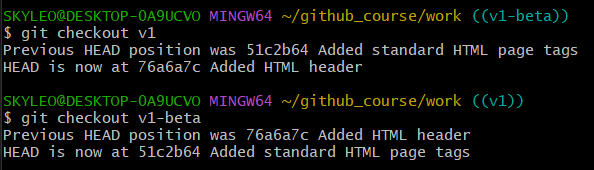 SKYLEO@DESKTOP-0A9UCVO MINGW64 ~/github_course/work ((v1-beta))
$ git checkout v1
Previous HEAD position was 51c2b64 Added standard HTML page tags
HEAD is now at 76a6a7c Added HTML header
SKYLEO@DESKTOP-0A9UCVO MINGW64 ~/github_course/work ((v1))
$ git checkout v1-beta
Previous HEAD position was 76a6a7c Added HTML header
HEAD is now at 51c2b64 Added standard HTML page tags